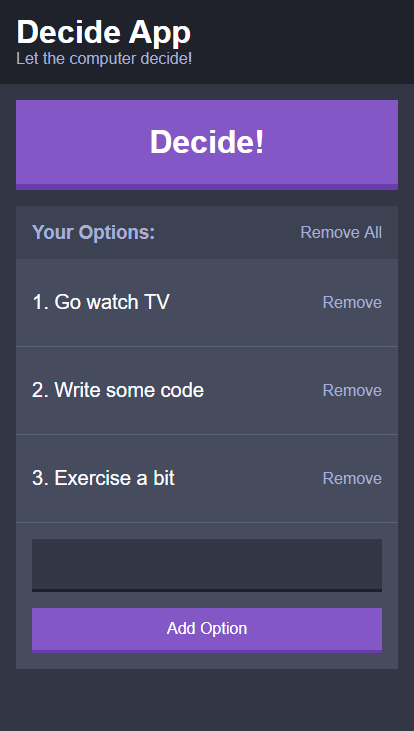 Decide App
Let the computer decide!
Decide!
Your Options: Remove All
1. Go watch TV Remove
2. Write some code Remove
3. Exercise a bit Remove
Add Option